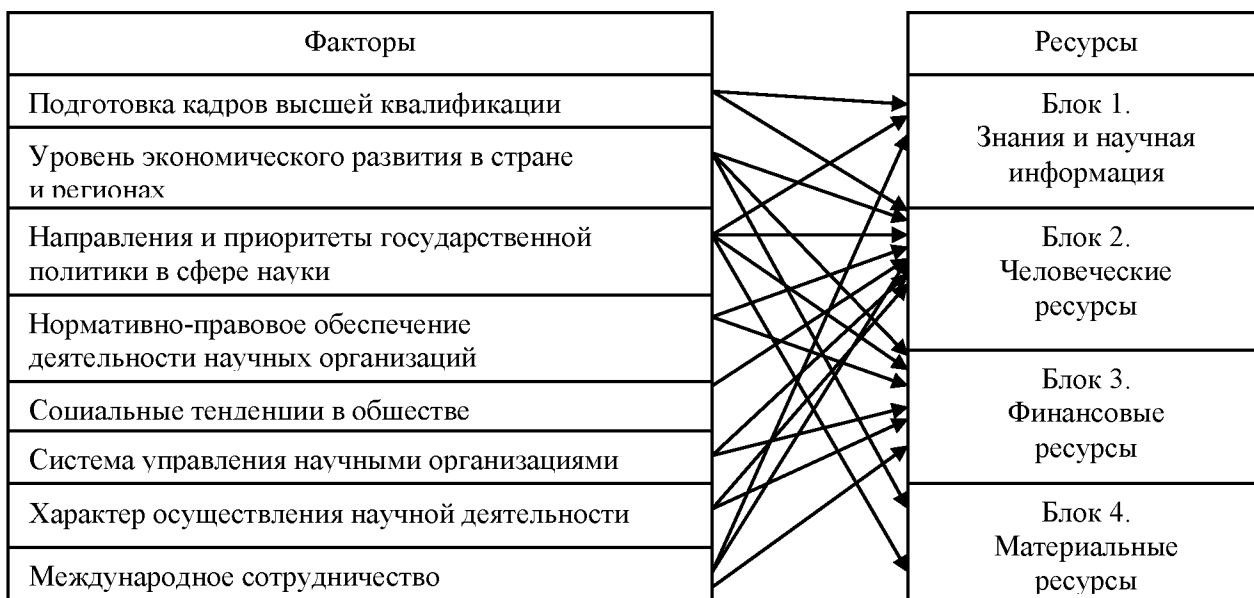 Факторы
Подготовка кадров высшей квалификации
Уровень экономического развития в стране
и регионах
Направления и приоритеты государственной
политики в сфере науки
Нормативно-правовое обеспечение
деятельности научных организаций
Социальные тенденции в обществе
Система управления научными организациями
Характер осуществления научной деятельности
Международное сотрудничество
Ресурсы
Блок 1.
Знания и научная
информация
Блок 2.
Человеческие
ресурсы
Блок 3.
Финансовые
ресурсы
Блок 4.
Материальные
ресурсы